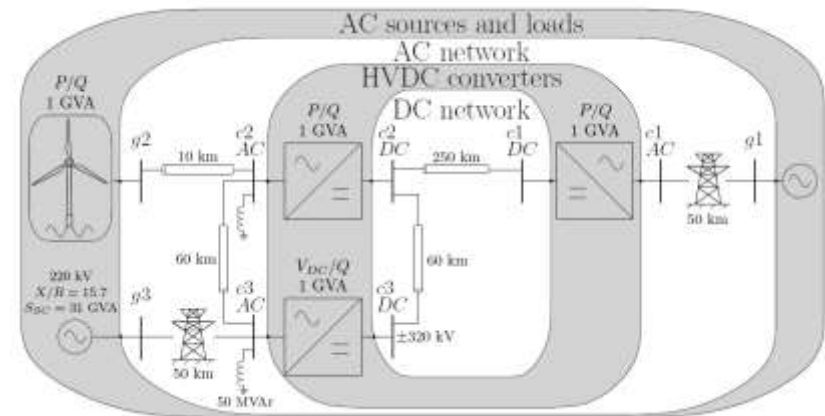 AC sources and loads
AC network
HVDC converters
DC network
P/Q
1 GVA
g2
10 km
c2
AC
P/Q
1 GVA
c2
DC
250 km
c1
DC
P/Q
1 GVA
c1
AC
g1
50 km
60 km
60 km
220 kV
X/R = 15.7
S_SC = 31 GVA
g3
50 km
c3
AC
50 MVAr
V_DC/Q
1 GVA
c3
DC
±320 kV